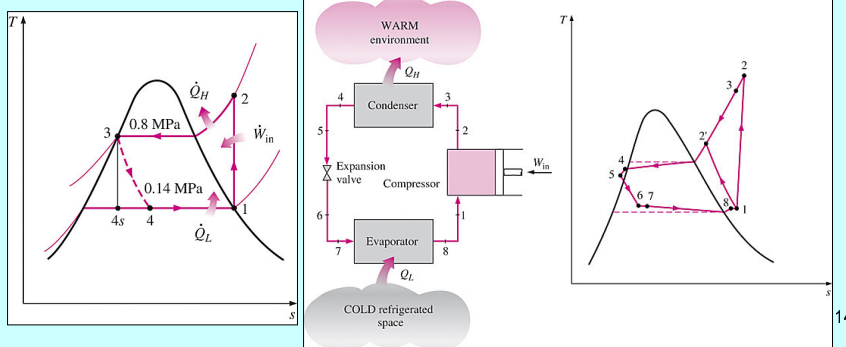 T
Q̇H
2
3
0.8 MPa
Ẇin
0.14 MPa
4s
4
1
Q̇L
s
WARM
environment
QH
4
Condenser
3
5
2
Expansion
valve
Compressor
Win
6
1
7
Evaporator
8
QL
COLD refrigerated
space
T
2
3
2'
4
5
6
7
8
1
s
14